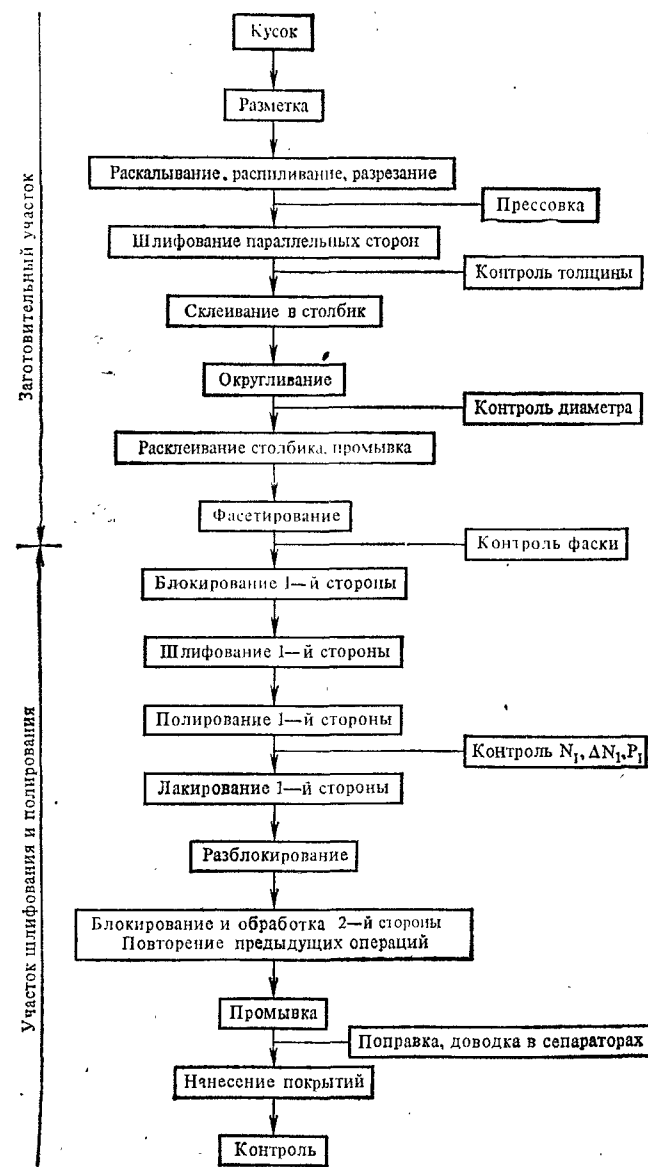 Кусок
Разметка
Раскалывание, распиливание, разрезание
Прессовка
Шлифование параллельных сторон
Контроль толщины
Склеивание в столбик
Округливание
Контроль диаметра
Расклеивание столбика, промывка
Фасетирование
Контроль фаски
Заготовительный участок
Блокирование 1—й стороны
Шлифование 1—й стороны
Полирование 1—й стороны
Контроль N₁, ΔN₁, P₁
Лакирование 1—й стороны
Разблокирование
Блокирование и обработка 2—й стороны
Повторение предыдущих операций
Промывка
Поправка, доводка в сепараторах
Нанесение покрытий
Контроль
Участок шлифования и полирования